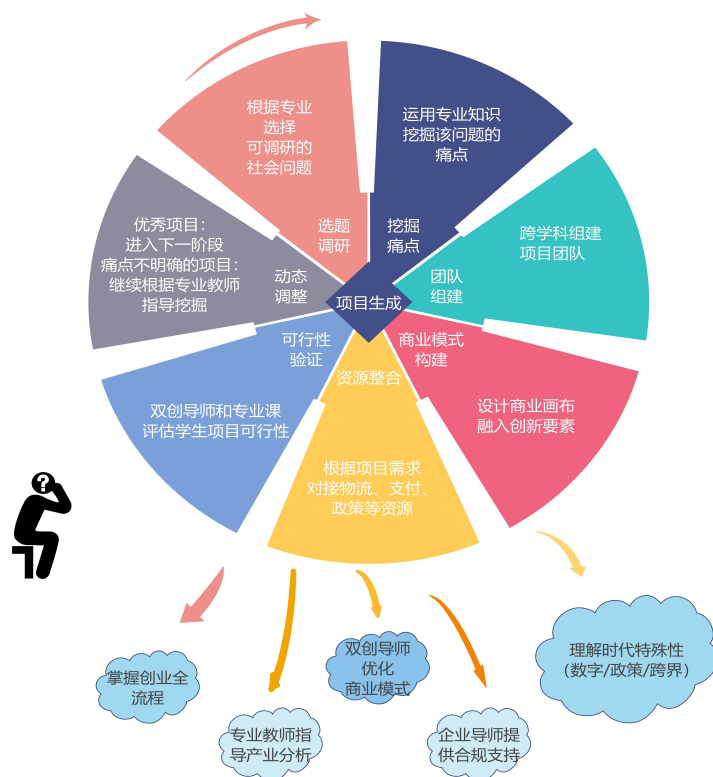 根据专业
选择
可调研的
社会问题
选题
调研
运用专业知识
挖掘该问题的
痛点
挖掘
痛点
跨学科组建
项目团队
团队
组建
设计商业画布
融入创新要素
商业模式
构建
资源整合
根据项目需求
对接物流、支付、
政策等资源
可行性
验证
双创导师和专业课
评估学生项目可行性
动态
调整
优秀项目：
进入下一阶段
痛点不明确的项目：
继续根据专业教师
指导挖掘
项目生成
?
掌握创业全
流程
专业教师指
导产业分析
双创导师
优化
商业模式
企业导师提
供合规支持
理解时代特殊性
（数字/政策/跨界）